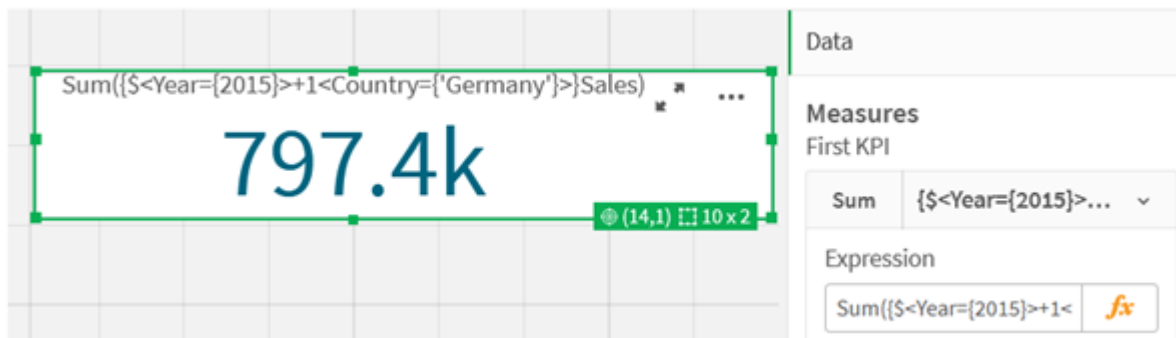 Sum({$<Year={2015}>+1<Country={'Germany'}>}Sales)
797.4k
(14,1) 10 x 2
Data
Measures
First KPI
Sum {$<Year={2015}>...
Expression
Sum({$<Year={2015}>+1< fx